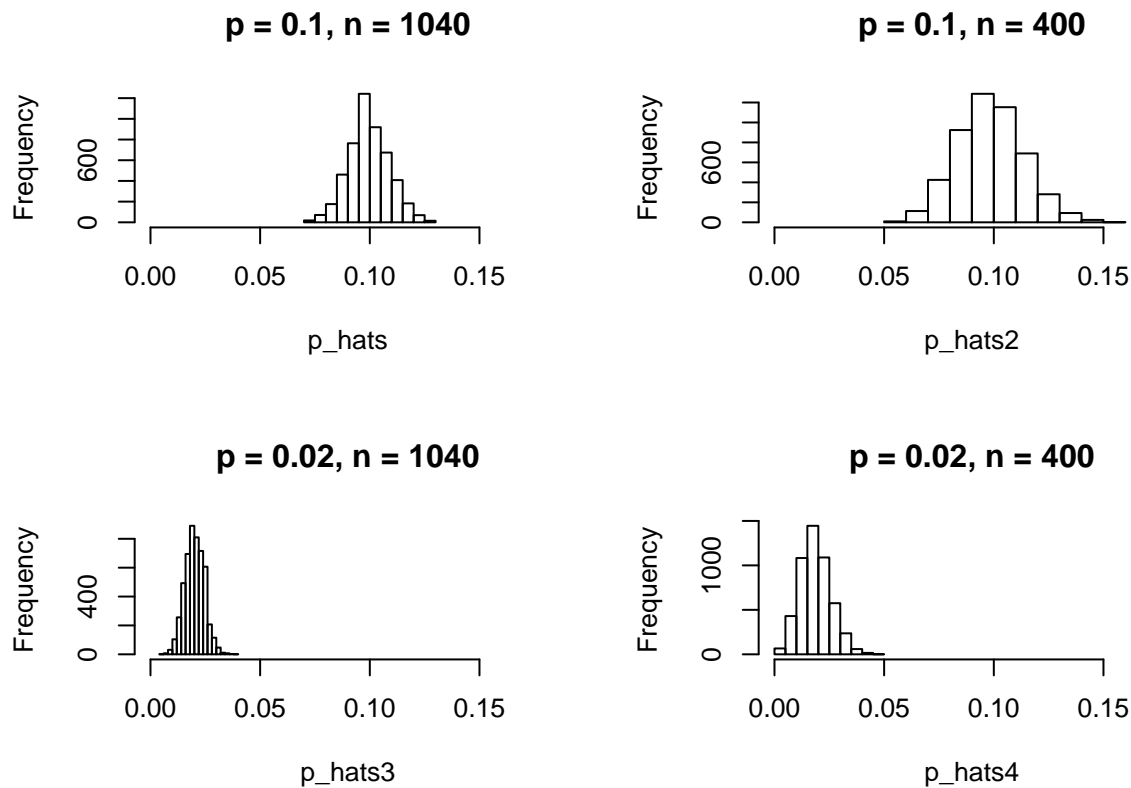 p = 0.1, n = 1040
Frequency
0
600
0.00 0.05 0.10 0.15
p_hats
p = 0.1, n = 400
Frequency
0
600
0.00 0.05 0.10 0.15
p_hats2
p = 0.02, n = 1040
Frequency
0
400
0.00 0.05 0.10 0.15
p_hats3
p = 0.02, n = 400
Frequency
0
1000
0.00 0.05 0.10 0.15
p_hats4